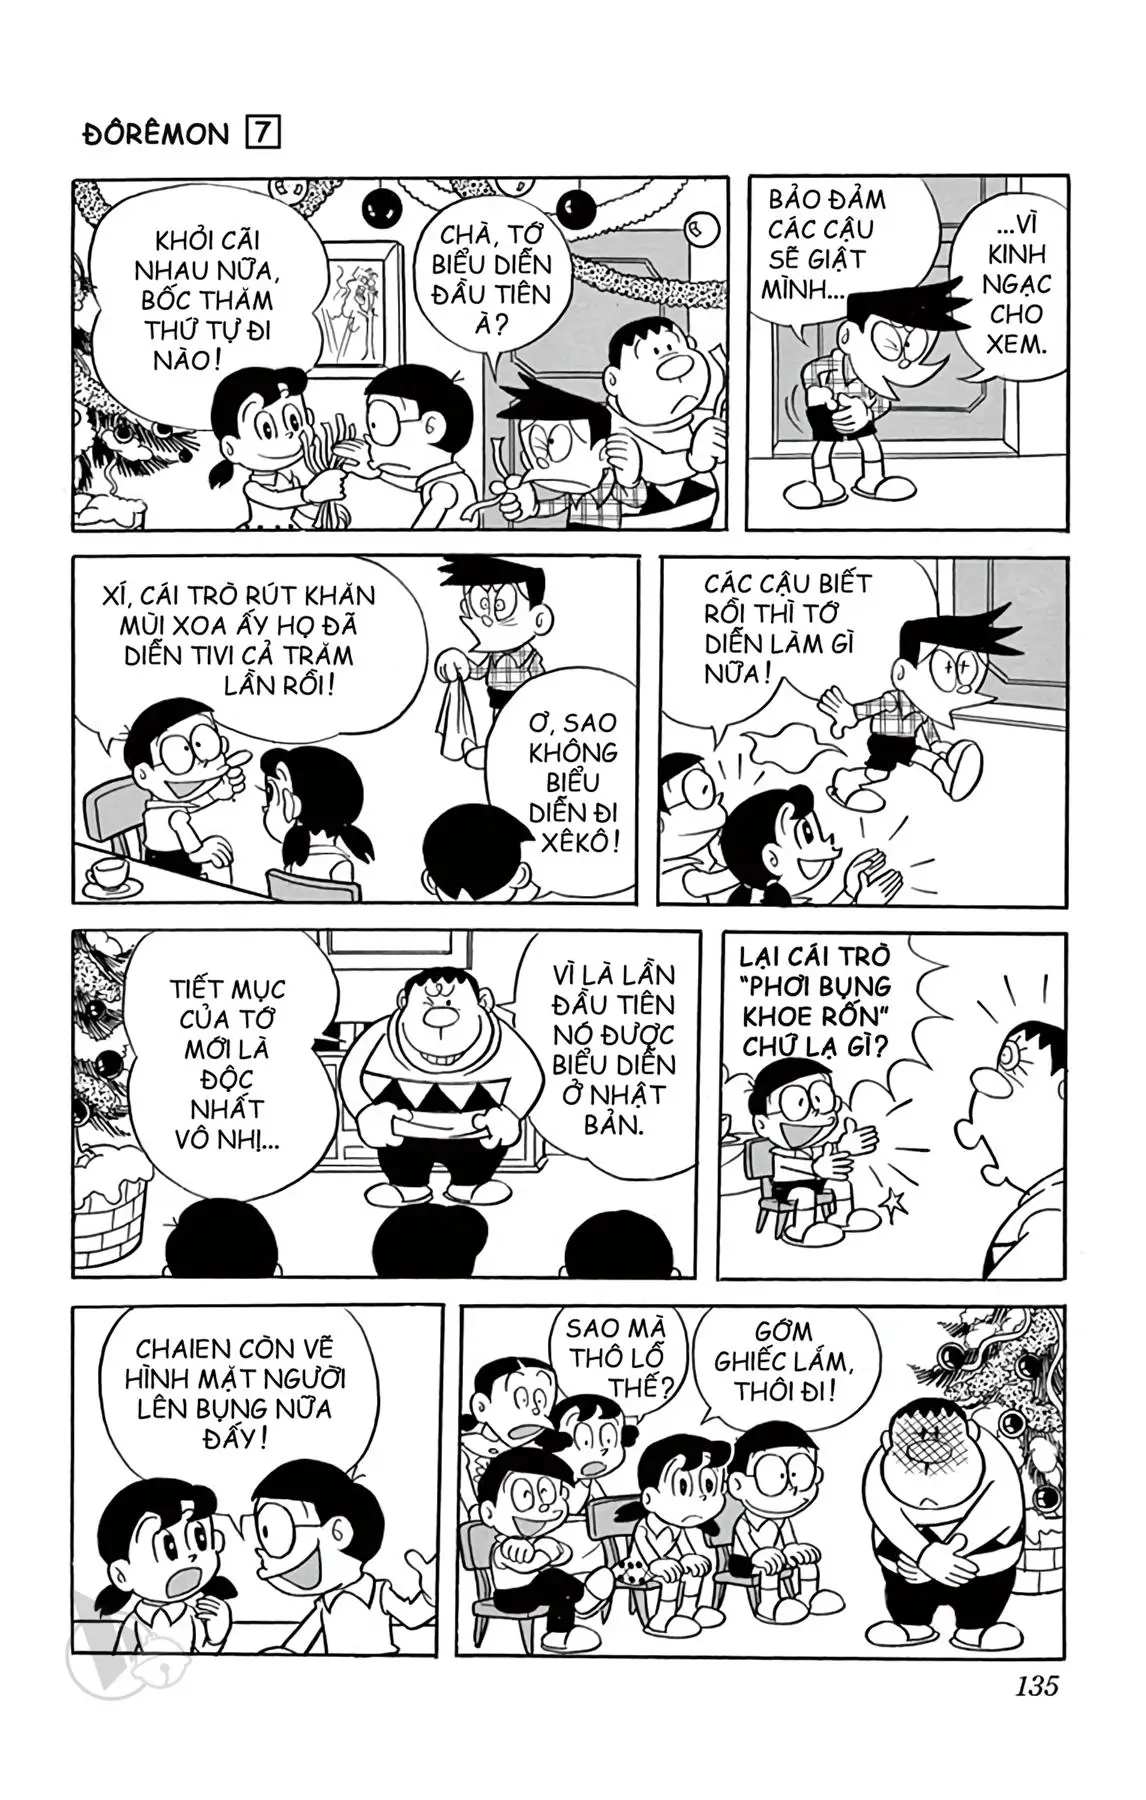 ĐÔRÊMON 7
KHỎI CÃI
NHAU NỮA,
BỐC THĂM
THỨ TỰ ĐI
NÀO!
CHÀ, TỚ
BIỂU DIỄN
ĐẦU TIÊN
À?
BẢO ĐẢM
CÁC CẬU
SẼ GIẬT
MÌNH...
...VÌ
KINH
NGẠC
CHO
XEM.
XÍ, CÁI TRÒ RÚT KHĂN
MÙI XOA ẤY HỌ ĐÃ
DIỄN TIVI CẢ TRĂM
LẦN RỒI!
Ơ, SAO
KHÔNG
BIỂU
DIỄN ĐI
XÊKÔ!
CÁC CẬU BIẾT
RỒI THÌ TỚ
DIỄN LÀM GÌ
NỮA!
TIẾT MỤC
CỦA TỚ
MỚI LÀ
ĐỘC
NHẤT
VÔ NHỊ...
VÌ LÀ LẦN
ĐẦU TIÊN
NÓ ĐƯỢC
BIỂU DIỄN
Ở NHẬT
BẢN.
LẠI CÁI TRÒ
"PHƠI BỤNG
KHOE RỐN"
CHỨ LẠ GÌ?
CHAIEN CÒN VẼ
HÌNH MẶT NGƯỜI
LÊN BỤNG NỮA
ĐẤY!
SAO MÀ
THÔ LỖ
THẾ?
GỚM
GHIẾC LẮM,
THÔI ĐI!
135